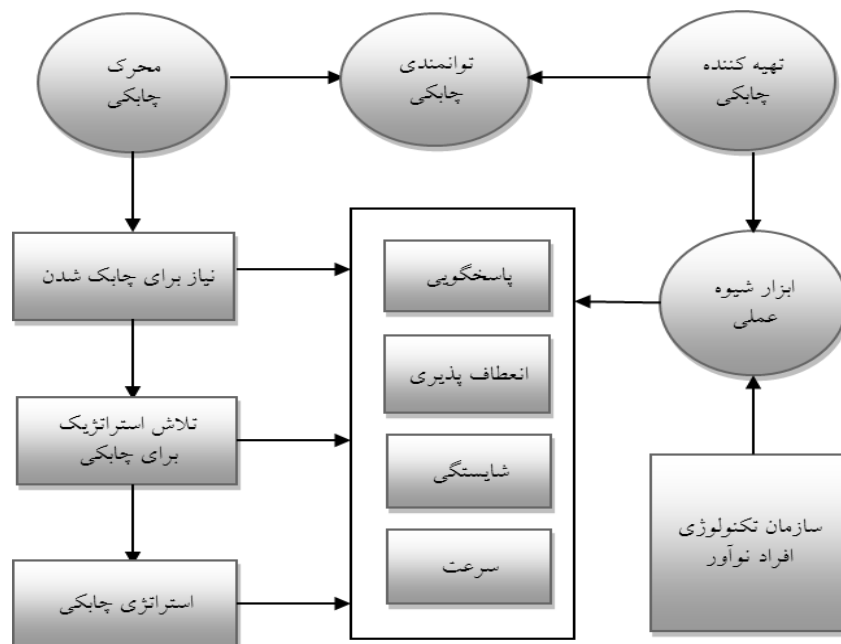 محرک
چابکی
توانمندی
چابکی
تهیه کننده
چابکی
نیاز برای چابک شدن
پاسخگویی
ابزار شیوه
عملی
انعطاف پذیری
تلاش استراتژیک
برای چابکی
شایستگی
سازمان تکنولوژی
افراد نوآور
سرعت
استراتژی چابکی